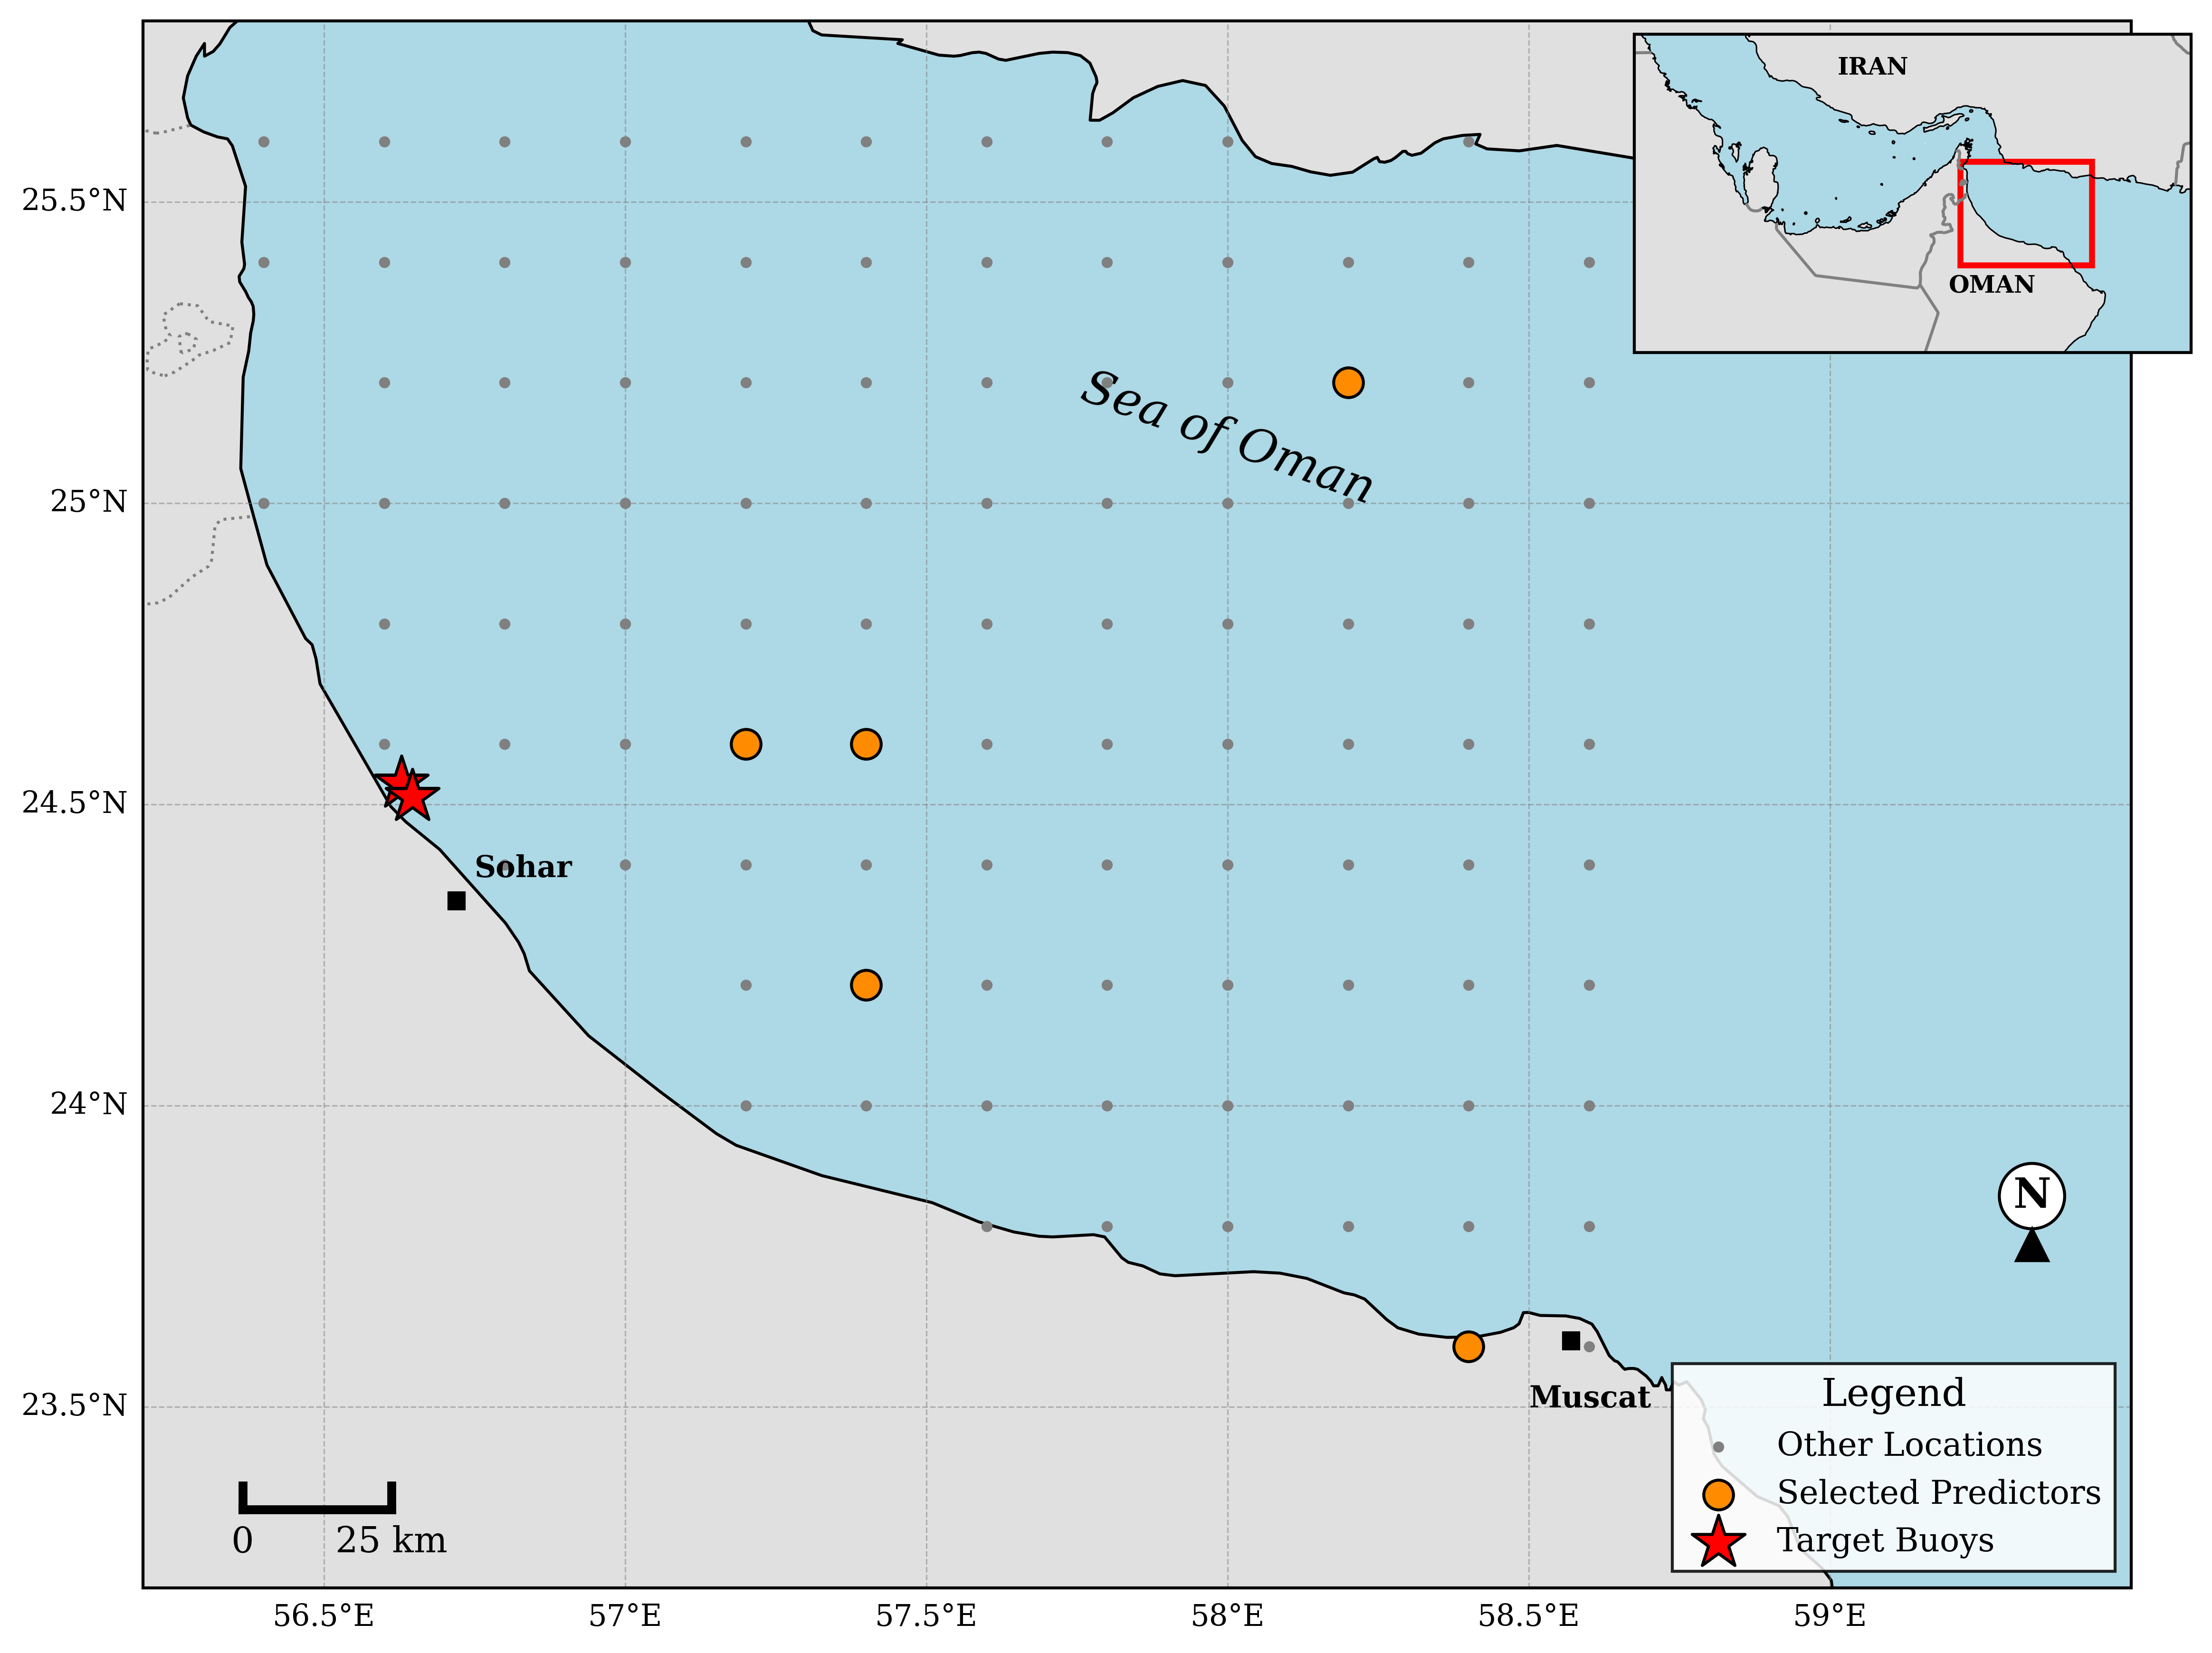 IRAN
OMAN
25.5°N
25°N
24.5°N
24°N
23.5°N
Sea of Oman
Sohar
Muscat
N
0
25 km
Legend
Other Locations
Selected Predictors
Target Buoys
56.5°E
57°E
57.5°E
58°E
58.5°E
59°E